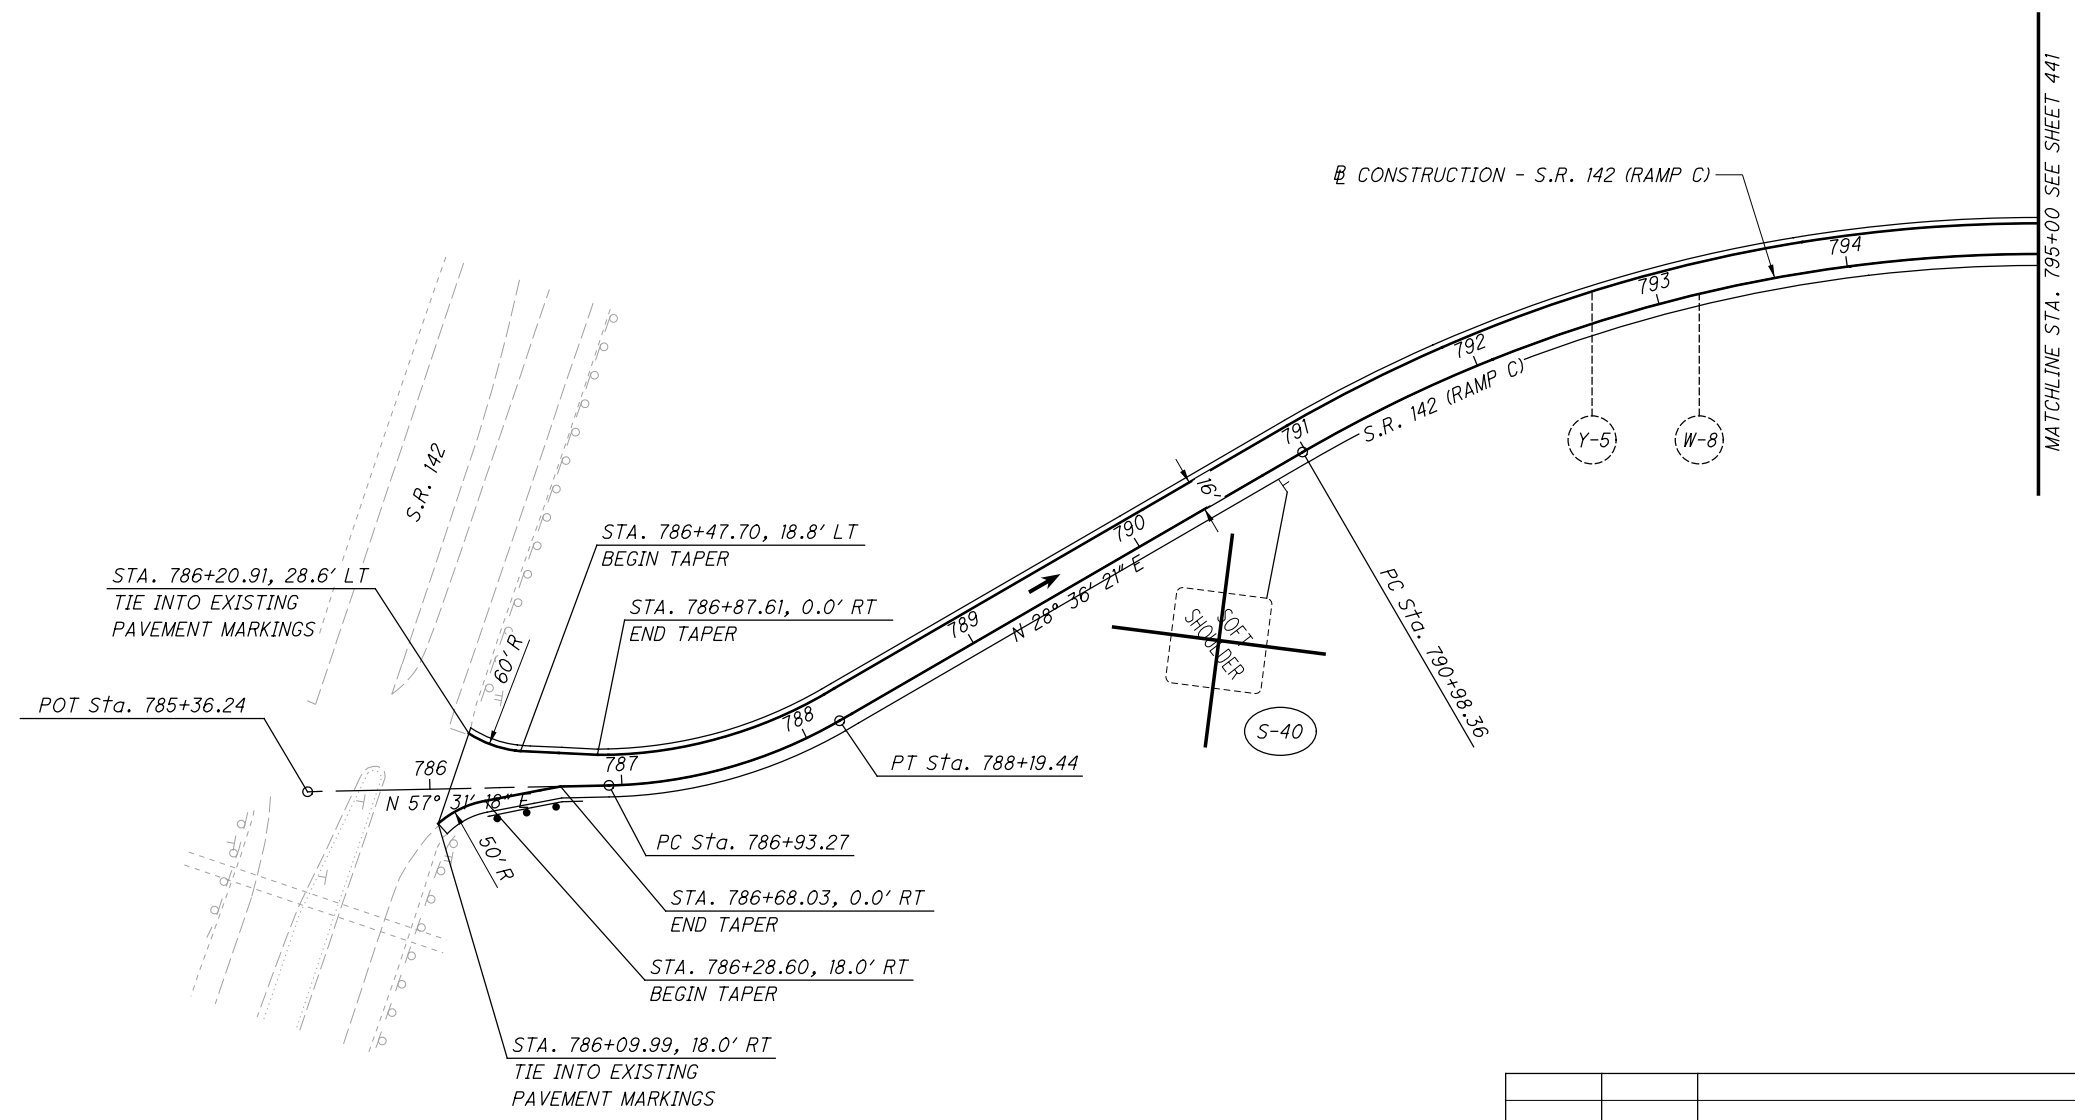 MATCHLINE STA. 795+00 SEE SHEET 441
BL CONSTRUCTION - S.R. 142 (RAMP C)
794
793
792
S.R. 142 (RAMP C)
791
Y-5
W-8
S.R. 142
16'
790
N 28° 36' 21" E
789
STA. 786+47.70, 18.8' LT
BEGIN TAPER
STA. 786+20.91, 28.6' LT
TIE INTO EXISTING
PAVEMENT MARKINGS
STA. 786+87.61, 0.0' RT
END TAPER
60' R
SOFT
SHOULDER
PC Sta. 790+98.36
S-40
POT Sta. 785+36.24
788
786
787
PT Sta. 788+19.44
N 57° 31' 18" E
50' R
PC Sta. 786+93.27
STA. 786+68.03, 0.0' RT
END TAPER
STA. 786+28.60, 18.0' RT
BEGIN TAPER
STA. 786+09.99, 18.0' RT
TIE INTO EXISTING
PAVEMENT MARKINGS